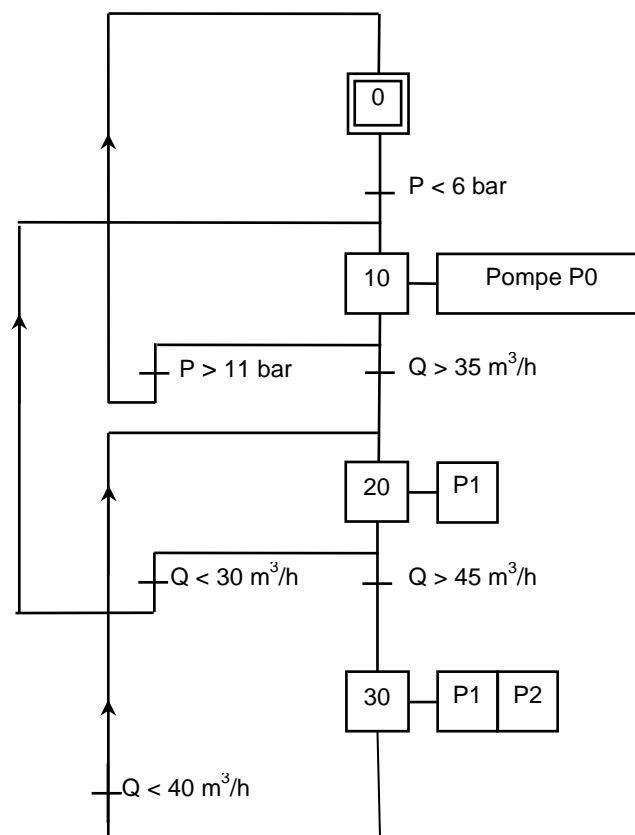 0
P < 6 bar
10
Pompe P0
P > 11 bar
Q > 35 m³/h
20
P1
Q < 30 m³/h
Q > 45 m³/h
30
P1
P2
Q < 40 m³/h